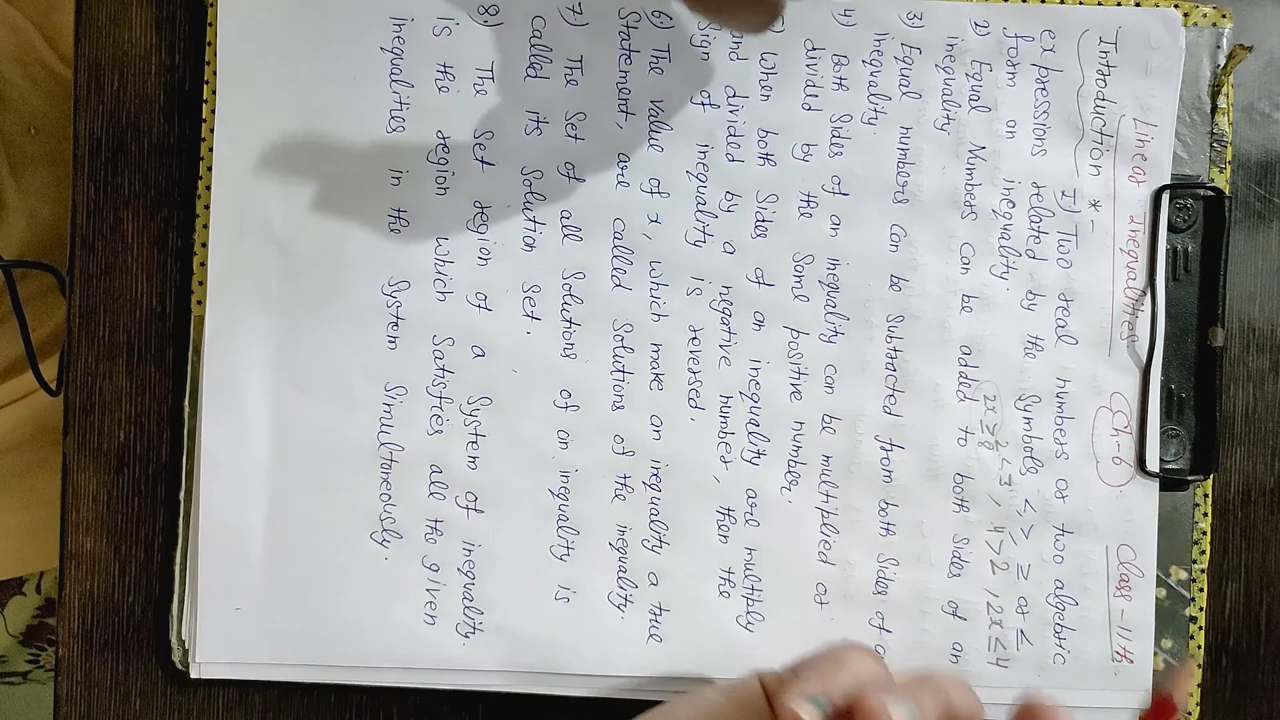 Linear Inequalities Ch-6. Class-11th.
Introduction *-
I) Two real numbers or two algebric
expressions related by the Symbols <, >, ≥ or ≤
form an inequality.
2<3, 4>2, 2x≤4
2x≥8
2) Equal Numbers can be added to both sides of an
inequality
3) Equal numbers can be subtracted from both sides of a
inequality.
4) Both Sides of an inequality can be multiplied or
divided by the Same positive number.
When both Sides of an inequality are multiply
and divided by a negative number, then the
Sign of inequality is reversed.
6) The value of x, which make an inequality a true
Statement, are called Solutions of the inequality.
7) The Set of all Solutions of an inequality is
called its Solution Set.
8.) The Set region of a System of inequality.
is the region which Satisfies all the given
inequalities in the System Simultaneously.